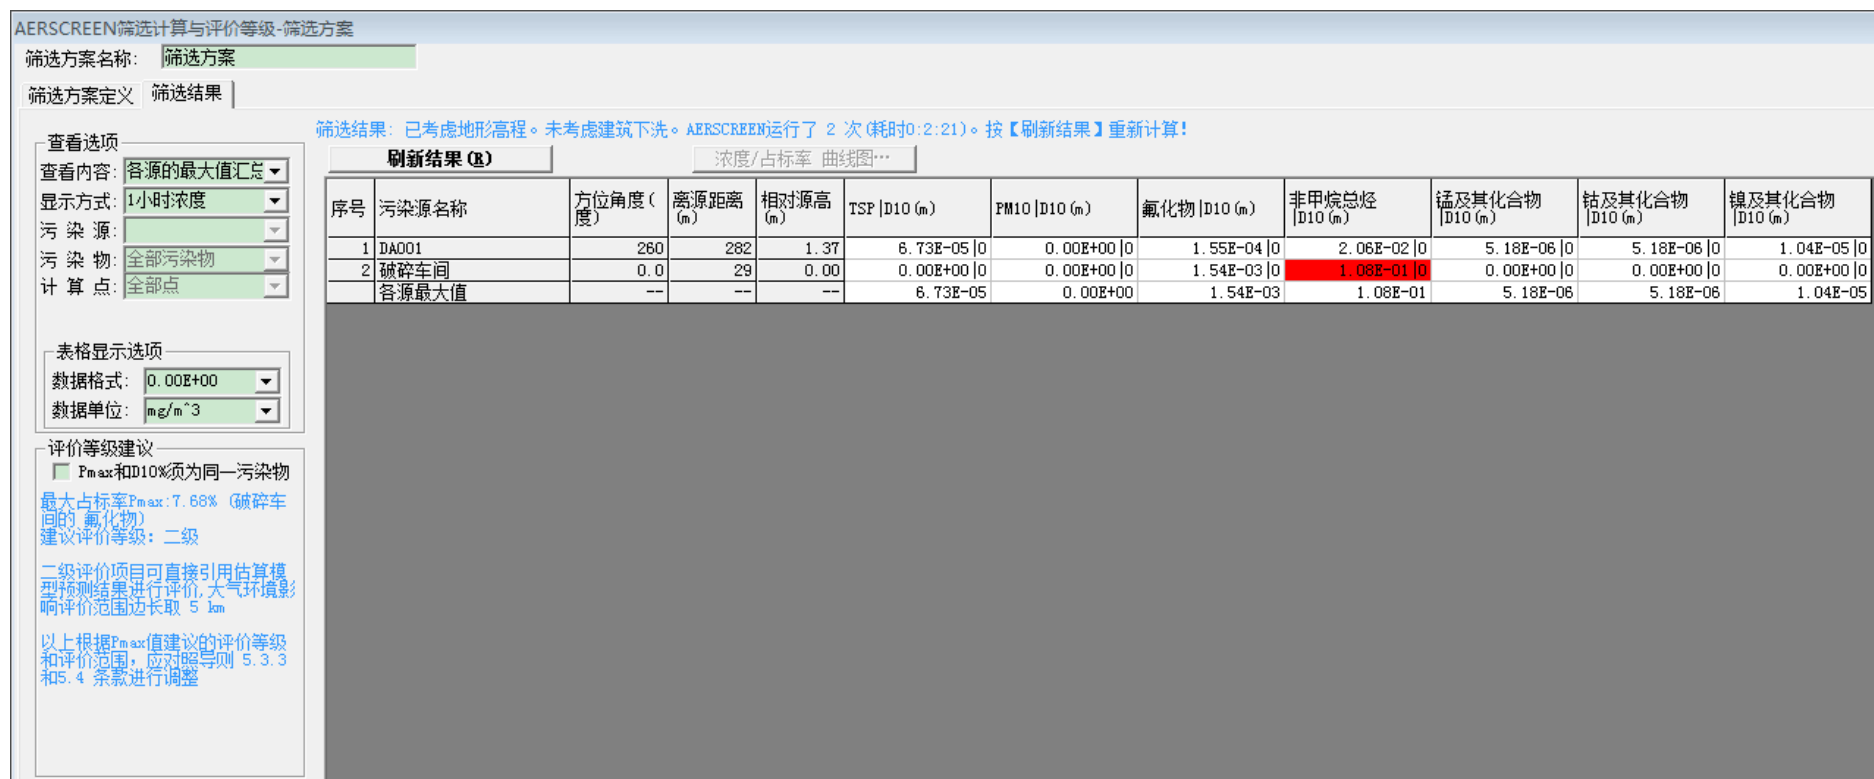 AERSCREEN筛选计算与评价等级-筛选方案
筛选方案名称: 筛选方案
筛选方案定义 筛选结果
筛选结果: 已考虑地形高程。未考虑建筑下洗。AERSCREEN运行了 2 次(耗时0:2:21)。按【刷新结果】重新计算!
刷新结果(R) 浓度/占标率 曲线图…
查看选项
查看内容: 各源的最大值汇总
显示方式: 1小时浓度
污 染 源:
污 染 物: 全部污染物
计 算 点: 全部点
表格显示选项
数据格式: 0.00E+00
数据单位: mg/m^3
评价等级建议
Pmax和D10%须为同一污染物
最大占标率Pmax:7.68% (破碎车
间的 氟化物)
建议评价等级: 二级
二级评价项目可直接引用估算模
型预测结果进行评价,大气环境影
响评价范围边长取 5 km
以上根据Pmax值建议的评价等级
和评价范围,应对照导则 5.3.3
和5.4 条款进行调整
序号 污染源名称 方位角度(度) 离源距离(m) 相对源高(m) TSP|D10(m) PM10|D10(m) 氟化物|D10(m) 非甲烷总烃|D10(m) 锰及其化合物|D10(m) 钴及其化合物|D10(m) 镍及其化合物|D10(m)
1 DA001 260 282 1.37 6.73E-05|0 0.00E+00|0 1.55E-04|0 2.06E-02|0 5.18E-06|0 5.18E-06|0 1.04E-05|0
2 破碎车间 0.0 29 0.00 0.00E+00|0 0.00E+00|0 1.54E-03|0 1.08E-01|0 0.00E+00|0 0.00E+00|0 0.00E+00|0
各源最大值 -- -- -- 6.73E-05 0.00E+00 1.54E-03 1.08E-01 5.18E-06 5.18E-06 1.04E-05